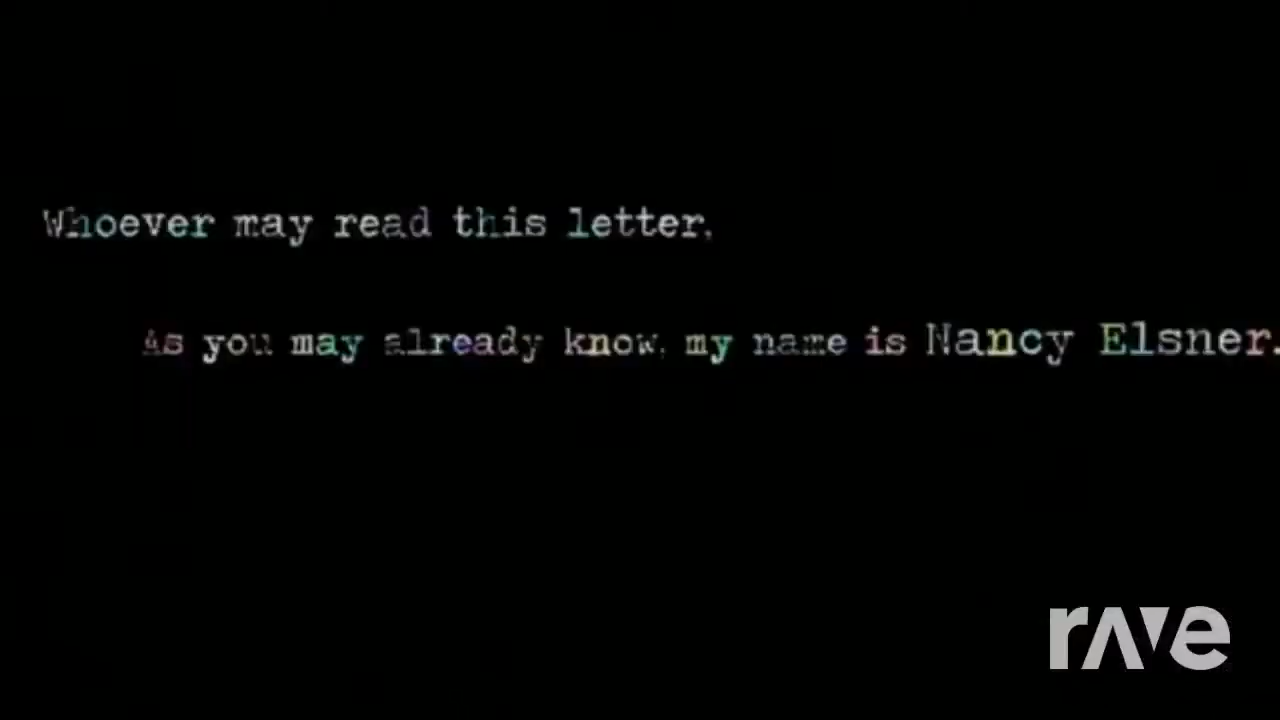 Whoever may read this letter,
As you may already know, my name is Nancy Elsner.
rave